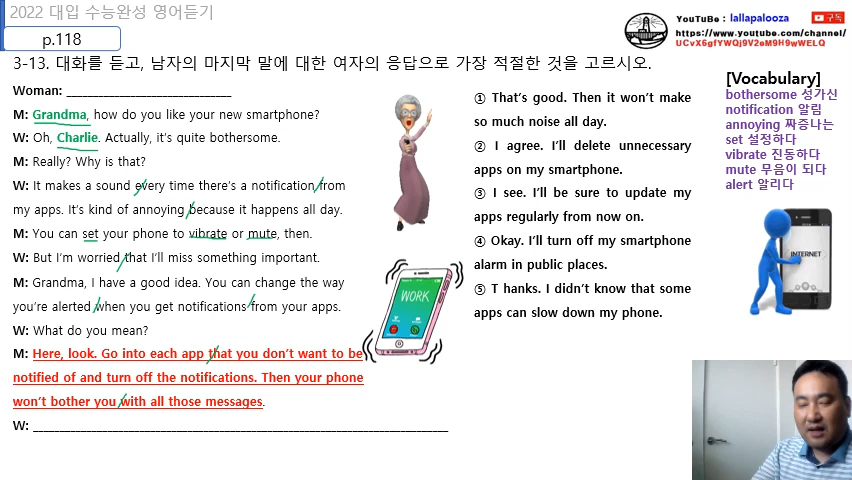 2022 대입 수능완성 영어듣기
p.118
YouTuBe : lallapalooza
구독
https://www.youtube.com/channel/
UCvX6gfYWQj9V2eM9H9wWELQ
3-13. 대화를 듣고, 남자의 마지막 말에 대한 여자의 응답으로 가장 적절한 것을 고르시오.
Woman: ______________________________
M: Grandma, how do you like your new smartphone?
W: Oh, Charlie. Actually, it's quite bothersome.
M: Really? Why is that?
W: It makes a sound every time there's a notification from
my apps. It's kind of annoying because it happens all day.
M: You can set your phone to vibrate or mute, then.
W: But I'm worried that I'll miss something important.
M: Grandma, I have a good idea. You can change the way
you're alerted when you get notifications from your apps.
W: What do you mean?
M: Here, look. Go into each app that you don't want to be
notified of and turn off the notifications. Then your phone
won't bother you with all those messages.
W: ______________________________
WORK
① That's good. Then it won't make
so much noise all day.
② I agree. I'll delete unnecessary
apps on my smartphone.
③ I see. I'll be sure to update my
apps regularly from now on.
④ Okay. I'll turn off my smartphone
alarm in public places.
⑤ T hanks. I didn't know that some
apps can slow down my phone.
[Vocabulary]
bothersome 성가신
notification 알림
annoying 짜증나는
set 설정하다
vibrate 진동하다
mute 무음이 되다
alert 알리다
INTERNET